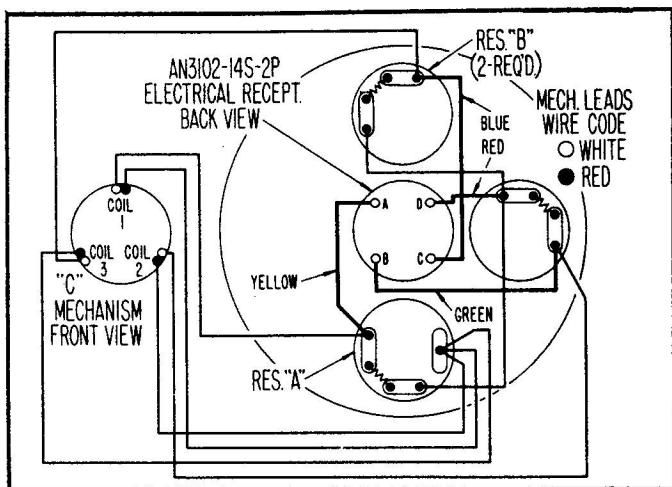 RES."B"
(2-REQ'D.)
AN3102-14S-2P
ELECTRICAL RECEPT.
BACK VIEW
MECH. LEADS
WIRE CODE
WHITE
RED
BLUE
RED
COIL
1
A
D
B
C
COIL
3
COIL
2
"C"
MECHANISM
FRONT VIEW
YELLOW
GREEN
RES."A"